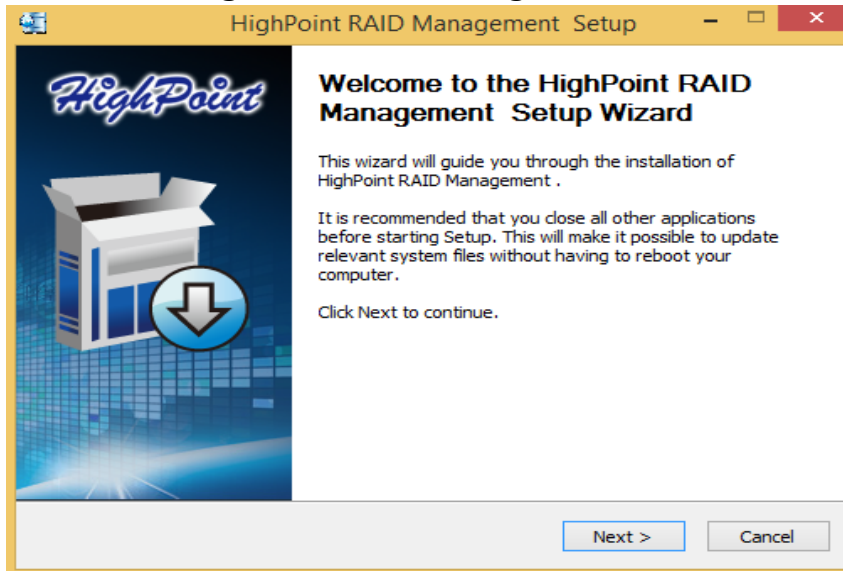 HighPoint RAID Management  Setup
HighPoint
Welcome to the HighPoint RAID
Management  Setup Wizard
This wizard will guide you through the installation of
HighPoint RAID Management .
It is recommended that you close all other applications
before starting Setup. This will make it possible to update
relevant system files without having to reboot your
computer.
Click Next to continue.
Next >
Cancel